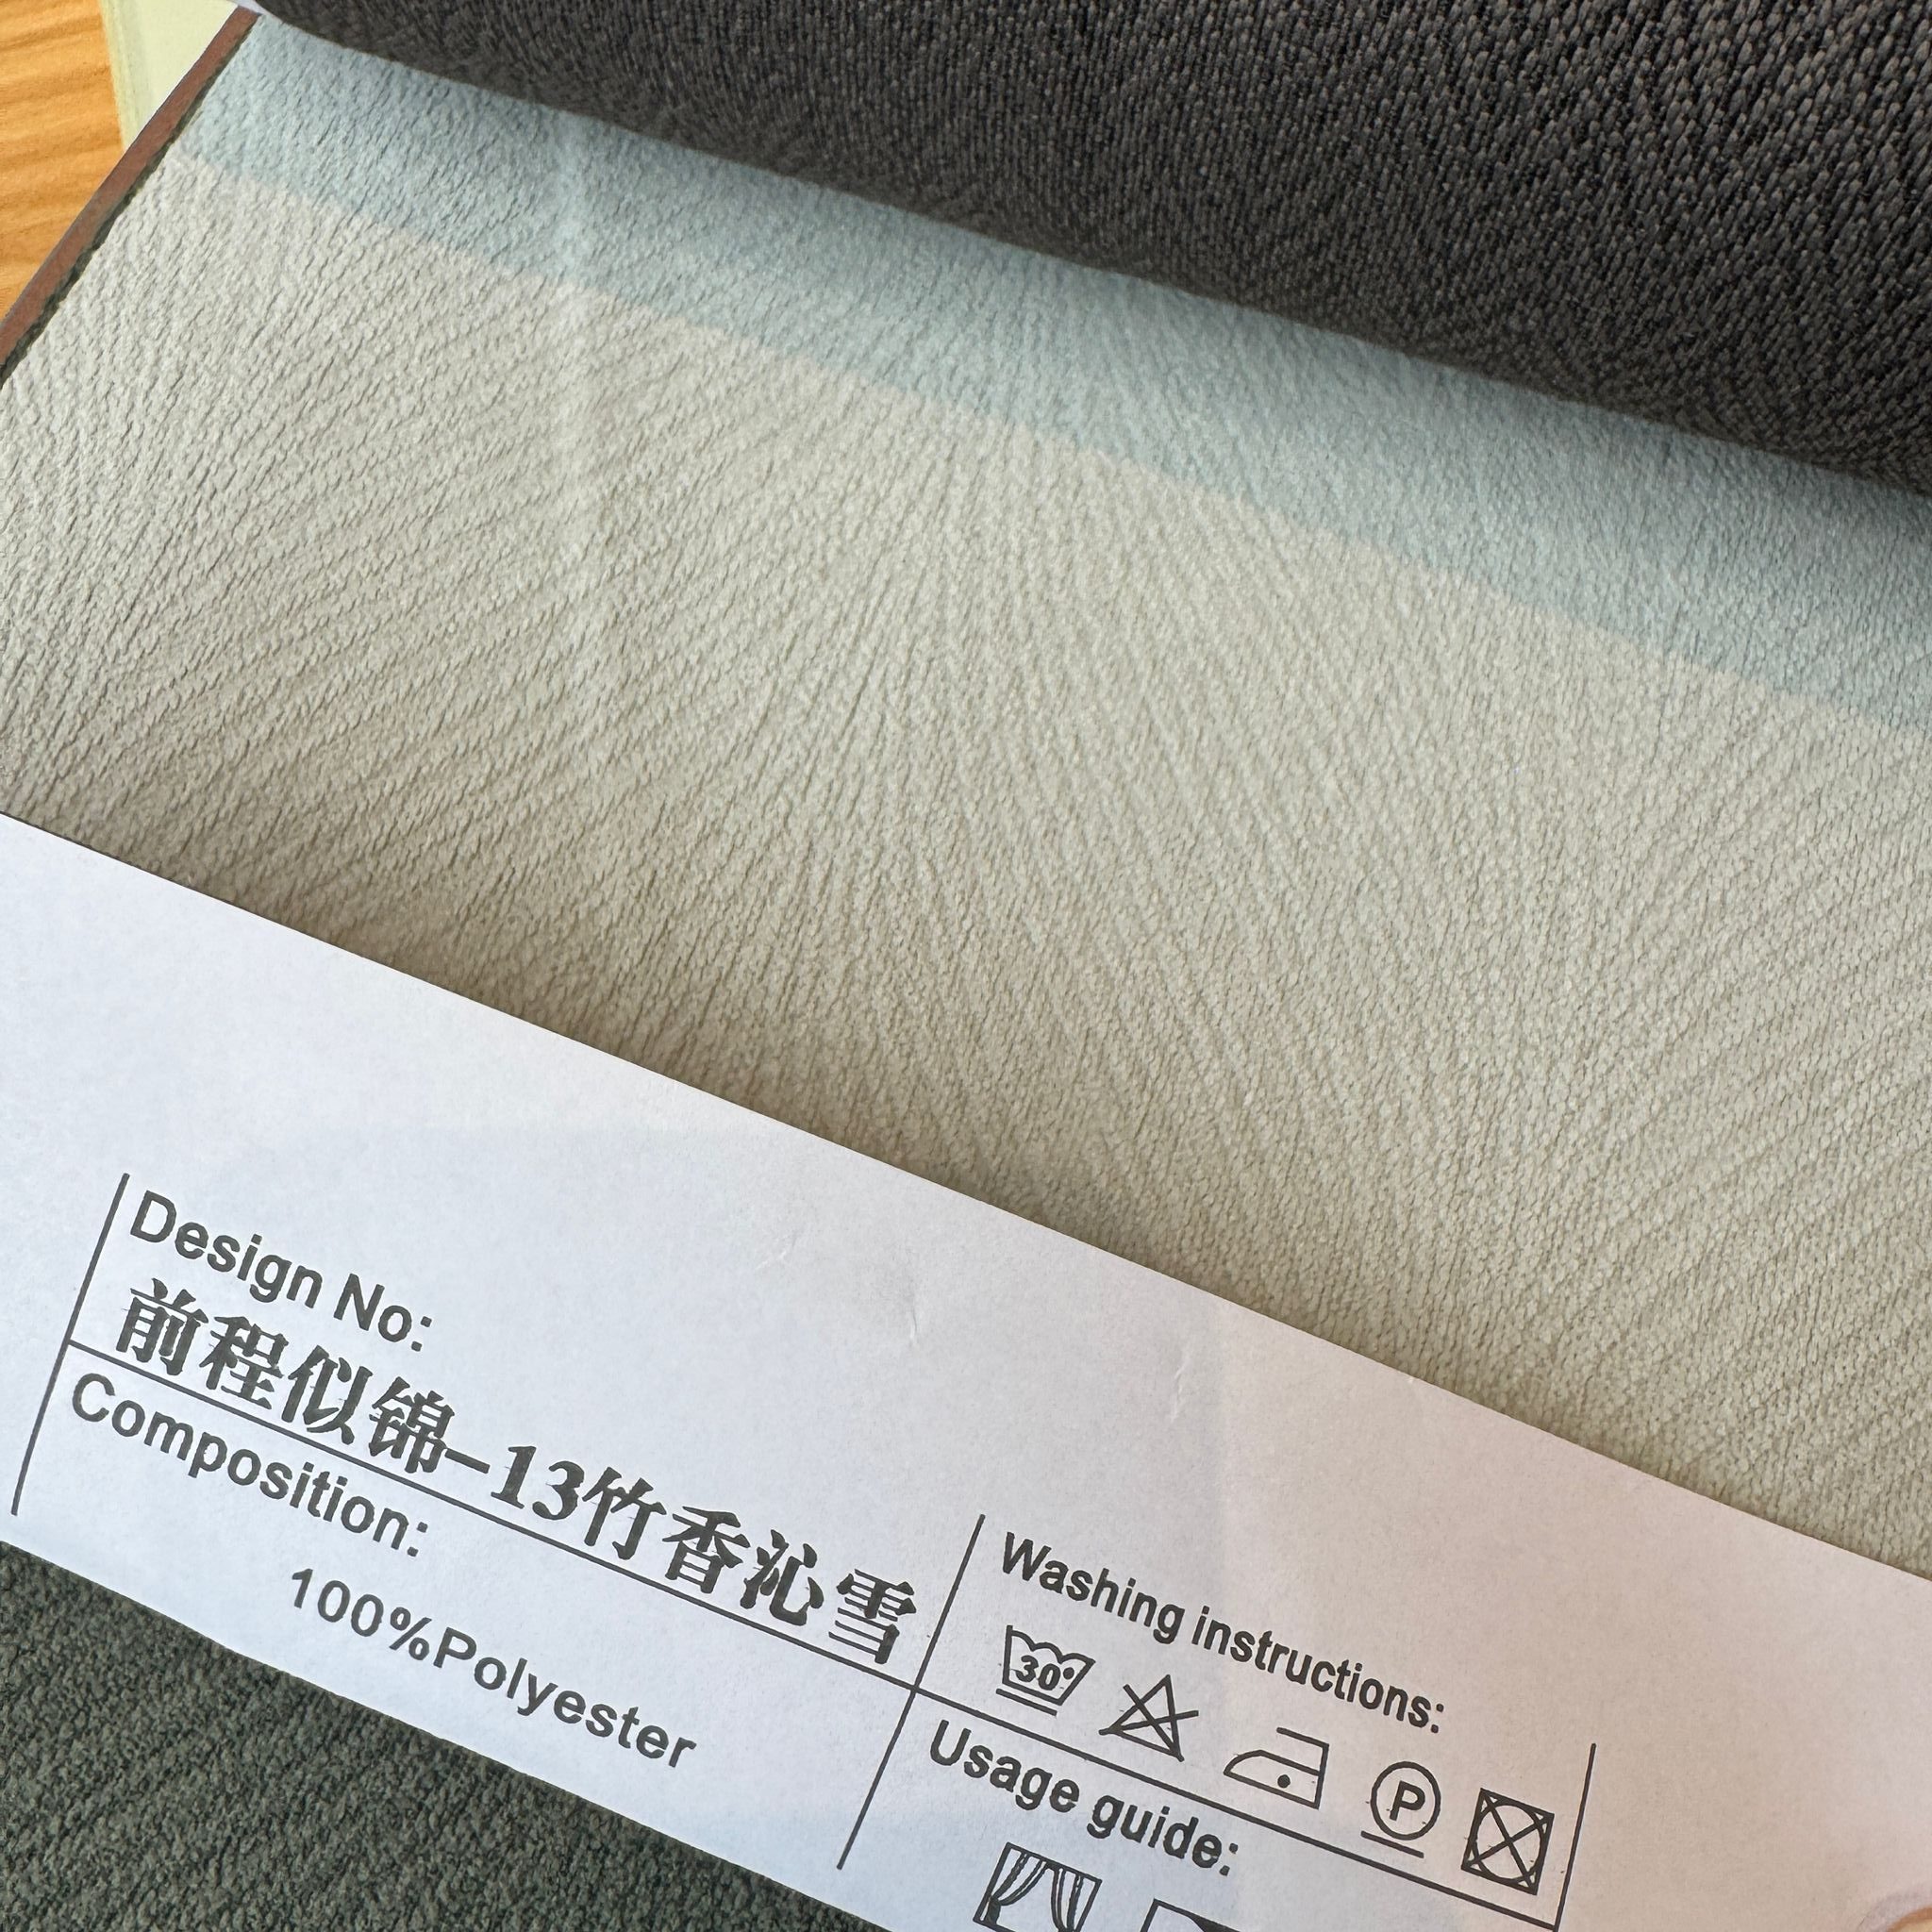 Design No:
前程似锦-13竹香沁雪
Composition:
100%Polyester
Washing instructions:
30°
P
Usage guide: